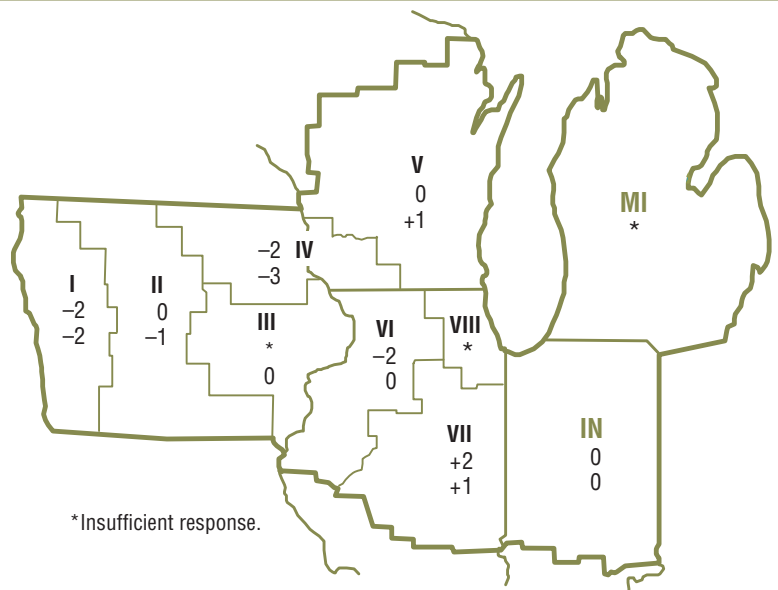 V
0
+1
MI
*
–2 IV
–3
I
–2
–2
II
0
–1
III
*
0
VI
–2
0
VIII
*
VII
+2
+1
IN
0
0
*Insufficient response.